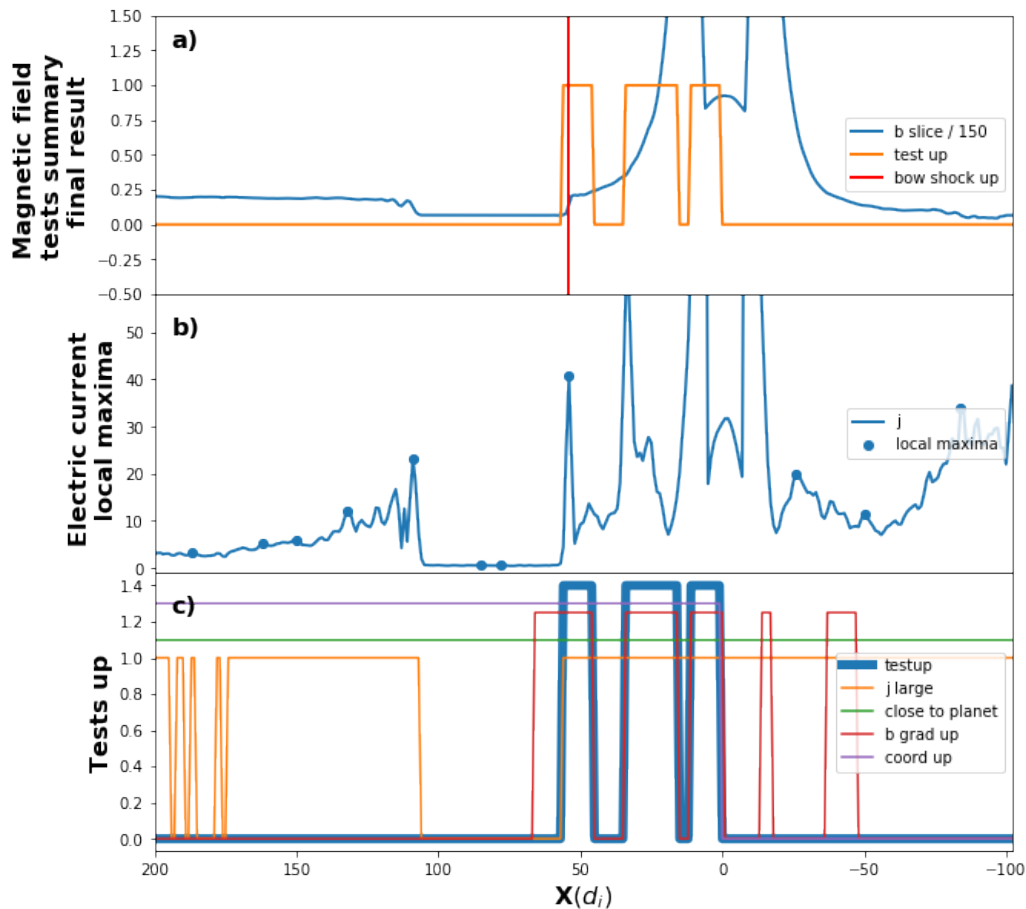 Magnetic field
tests summary
final result
a)
1.50
1.25
1.00
0.75
0.50
0.25
0.00
−0.25
−0.50
b slice / 150
test up
bow shock up
Electric current
local maxima
b)
50
40
30
20
10
0
j
local maxima
Tests up
c)
1.4
1.2
1.0
0.8
0.6
0.4
0.2
0.0
testup
j large
close to planet
b grad up
coord up
200 150 100 50 0 −50 −100
X(d_i)